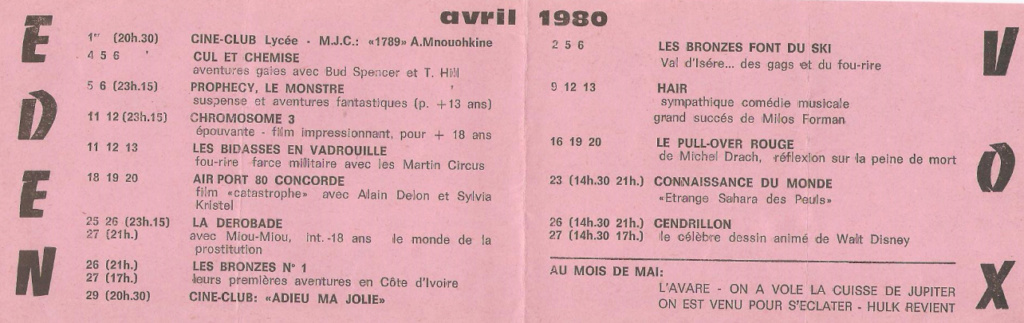 avril 1980
EDEN
1er (20h.30) CINE-CLUB Lycée - M.J.C.: «1789» A.Mnouohkine
4 5 6 CUL ET CHEMISE
aventures gaies avec Bud Spencer et T. Hill
5 6 (23h.15) PROPHECY, LE MONSTRE
suspense et aventures fantastiques (p. +13 ans)
11 12 (23h.15) CHROMOSOME 3
épouvante - film impressionnant, pour + 18 ans
11 12 13 LES BIDASSES EN VADROUILLE
fou-rire farce militaire avec les Martin Circus
18 19 20 AIR PORT 80 CONCORDE
film «catastrophe» avec Alain Delon et Sylvia
Kristel
25 26 (23h.15) LA DEROBADE
27 (21h.) avec Miou-Miou, Int.-18 ans le monde de la
prostitution
26 (21h.) LES BRONZES N° 1
27 (17h.) leurs premières aventures en Côte d'Ivoire
29 (20h.30) CINE-CLUB: «ADIEU MA JOLIE»
VOX
2 5 6 LES BRONZES FONT DU SKI
Val d'Isére... des gags et du fou-rire
9 12 13 HAIR
sympathique comédie musicale
grand succés de Milos Forman
16 19 20 LE PULL-OVER ROUGE
de Michel Drach, réflexion sur la peine de mort
23 (14h.30 21h.) CONNAISSANCE DU MONDE
«Etrange Sahara des Peuls»
26 (14h.30 21h.) CENDRILLON
27 (14h.30 17h.) le célèbre dessin animé de Walt Disney
AU MOIS DE MAI:
L'AVARE - ON A VOLE LA CUISSE DE JUPITER
ON EST VENU POUR S'ECLATER - HULK REVIENT